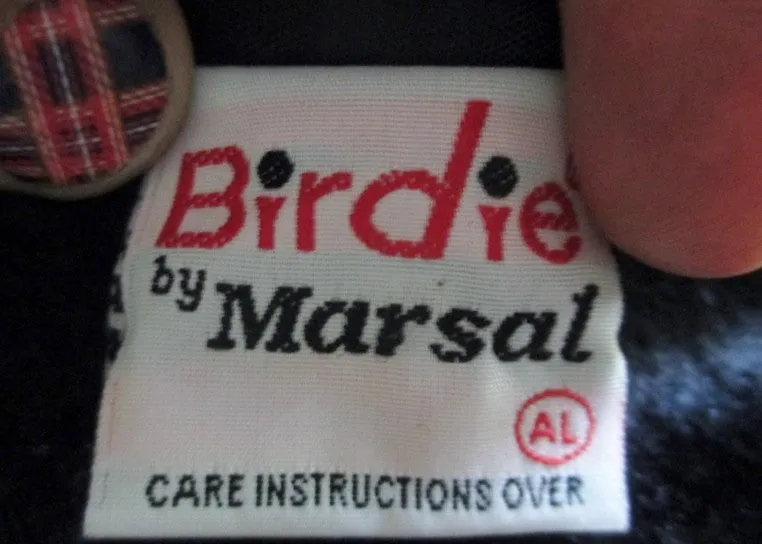 Birdie
by Marsal
AL
CARE INSTRUCTIONS OVER